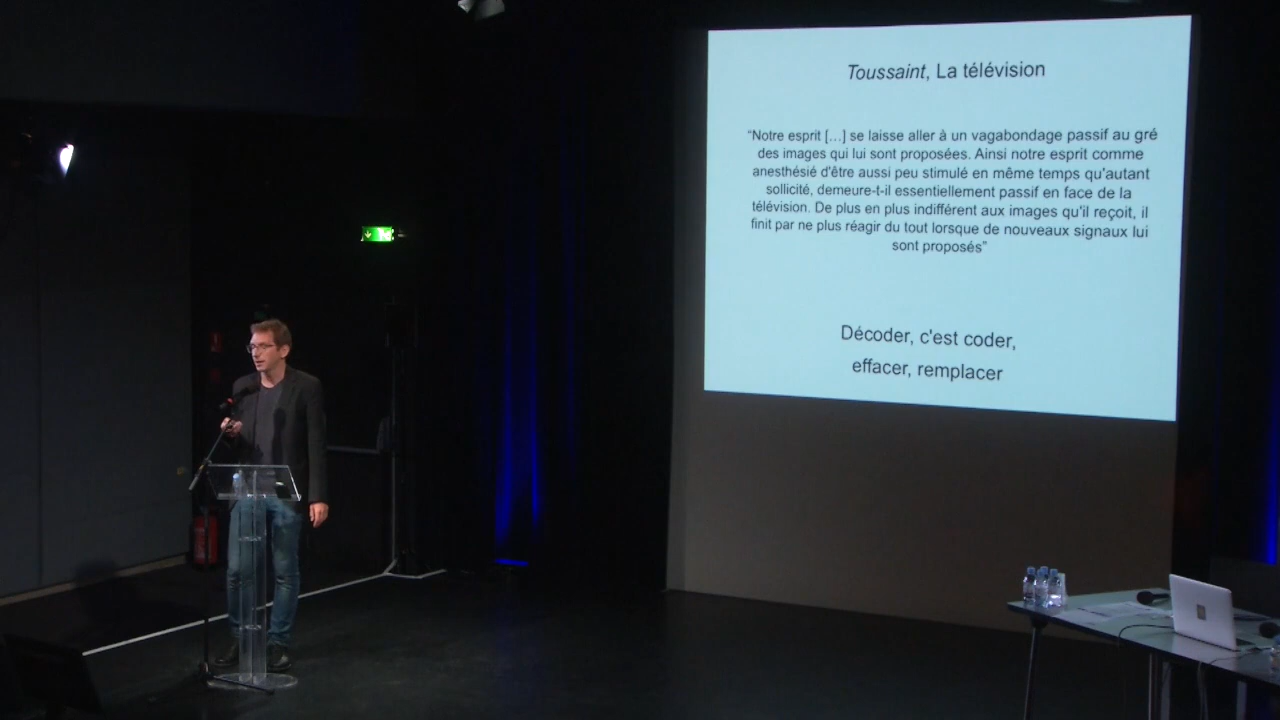 Toussaint, La télévision
“Notre esprit [...] se laisse aller à un vagabondage passif au gré
des images qui lui sont proposées. Ainsi notre esprit comme
anesthésié d'être aussi peu stimulé en même temps qu'autant
sollicité, demeure-t-il essentiellement passif en face de la
télévision. De plus en plus indifférent aux images qu'il reçoit, il
finit par ne plus réagir du tout lorsque de nouveaux signaux lui
sont proposés”
Décoder, c'est coder,
effacer, remplacer